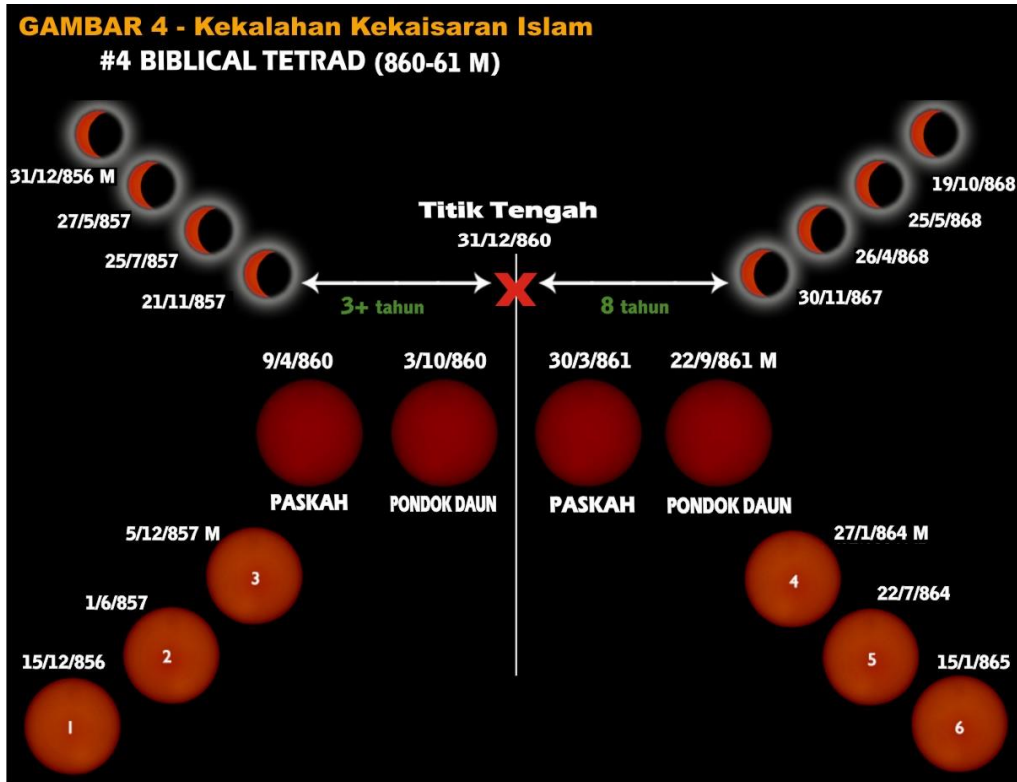 GAMBAR 4 - Kekalahan Kekaisaran Islam
#4 BIBLICAL TETRAD (860-61 M)
31/12/856 M
27/5/857
25/7/857
21/11/857
Titik Tengah
31/12/860
X
3+ tahun
8 tahun
19/10/868
25/5/868
26/4/868
30/11/867
9/4/860
3/10/860
30/3/861
22/9/861 M
PASKAH
PONDOK DAUN
PASKAH
PONDOK DAUN
5/12/857 M
3
1/6/857
2
15/12/856
1
27/1/864 M
4
22/7/864
5
15/1/865
6